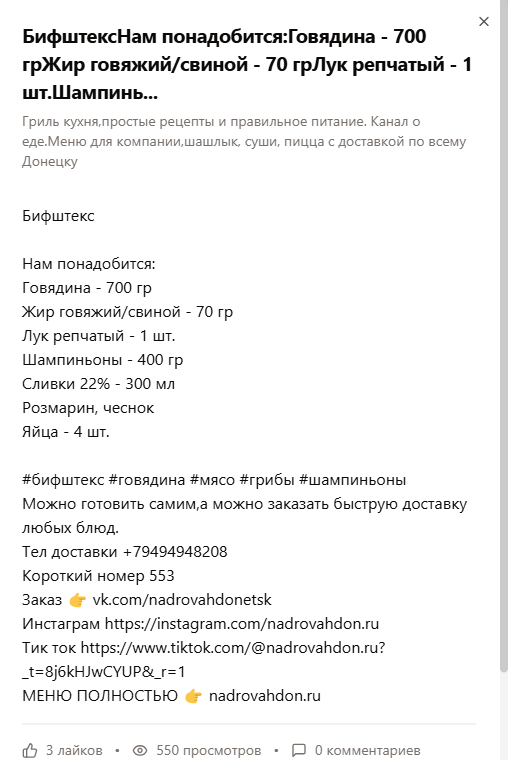 БифштексНам понадобится:Говядина - 700
грЖир говяжий/свиной - 70 грЛук репчатый - 1
шт.Шампинь...
Гриль кухня,простые рецепты и правильное питание. Канал о
еде.Меню для компании,шашлык, суши, пицца с доставкой по всему
Донецку
Бифштекс
Нам понадобится:
Говядина - 700 гр
Жир говяжий/свиной - 70 гр
Лук репчатый - 1 шт.
Шампиньоны - 400 гр
Сливки 22% - 300 мл
Розмарин, чеснок
Яйца - 4 шт.
#бифштекс #говядина #мясо #грибы #шампиньоны
Можно готовить самим,а можно заказать быструю доставку
любых блюд.
Тел доставки +79494948208
Короткий номер 553
Заказ 👉 vk.com/nadrovahdonetsk
Инстаграм https://instagram.com/nadrovahdon.ru
Тик ток https://www.tiktok.com/@nadrovahdon.ru?
_t=8j6kHJwCYUP&_r=1
МЕНЮ ПОЛНОСТЬЮ 👉 nadrovahdon.ru
3 лайков • 550 просмотров • 0 комментариев